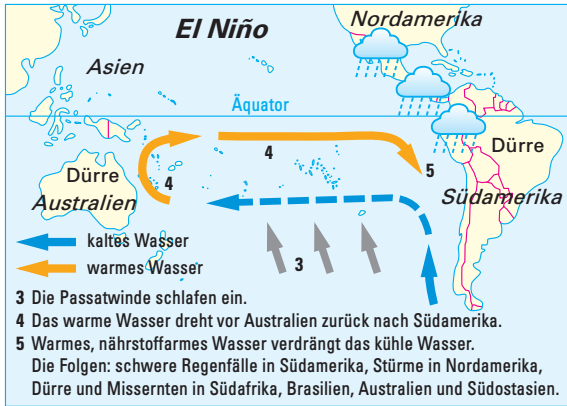 El Niño
Nordamerika
Asien
Äquator
4
5
Dürre
Dürre
4
Australien
Südamerika
kaltes Wasser
warmes Wasser
3
3 Die Passatwinde schlafen ein.
4 Das warme Wasser dreht vor Australien zurück nach Südamerika.
5 Warmes, nährstoffarmes Wasser verdrängt das kühle Wasser.
Die Folgen: schwere Regenfälle in Südamerika, Stürme in Nordamerika,
Dürre und Missernten in Südafrika, Brasilien, Australien und Südostasien.